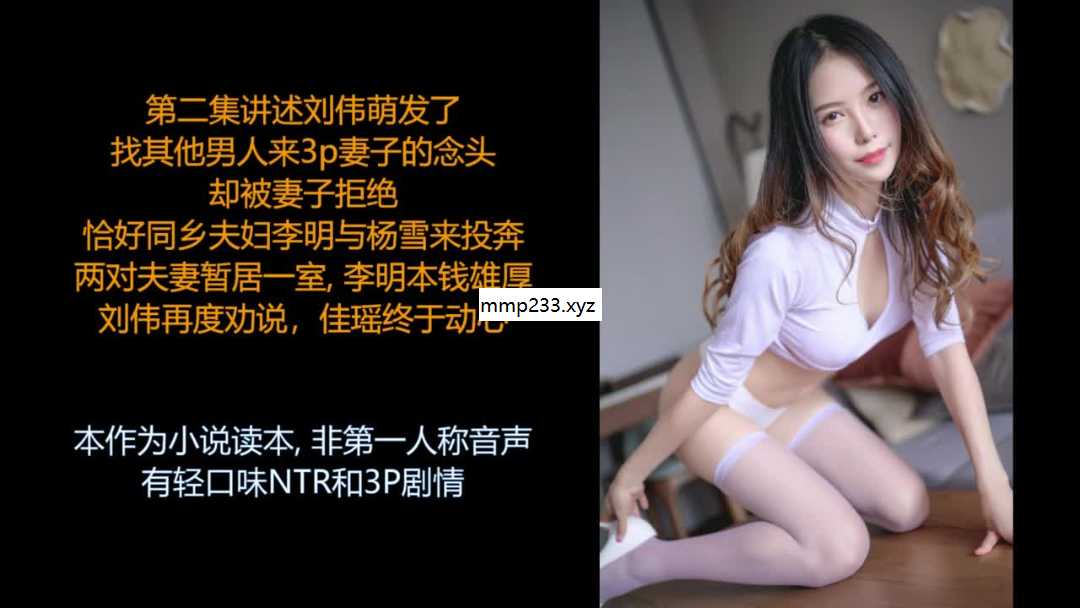 第二集讲述刘伟萌发了
找其他男人来3p妻子的念头
却被妻子拒绝
恰好同乡夫妇李明与杨雪来投奔
两对夫妻暂居一室, 李明本钱雄厚
mmp233.xyz
刘伟再度劝说，佳瑶终于动心
本作为小说读本, 非第一人称音声
有轻口味NTR和3P剧情